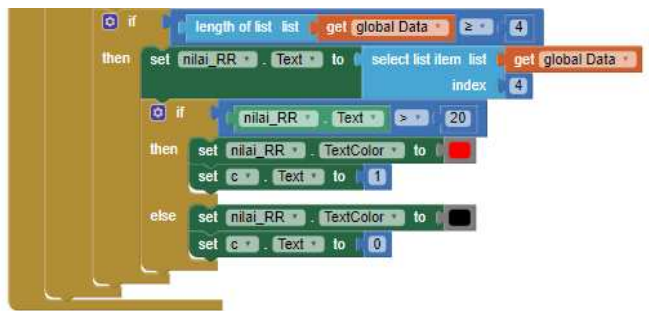 if length of list list get global Data ≥ 4
then set nilai_RR . Text to select list item list get global Data
index 4
if nilai_RR . Text > 20
then set nilai_RR . TextColor to
set c . Text to 1
else set nilai_RR . TextColor to
set c . Text to 0